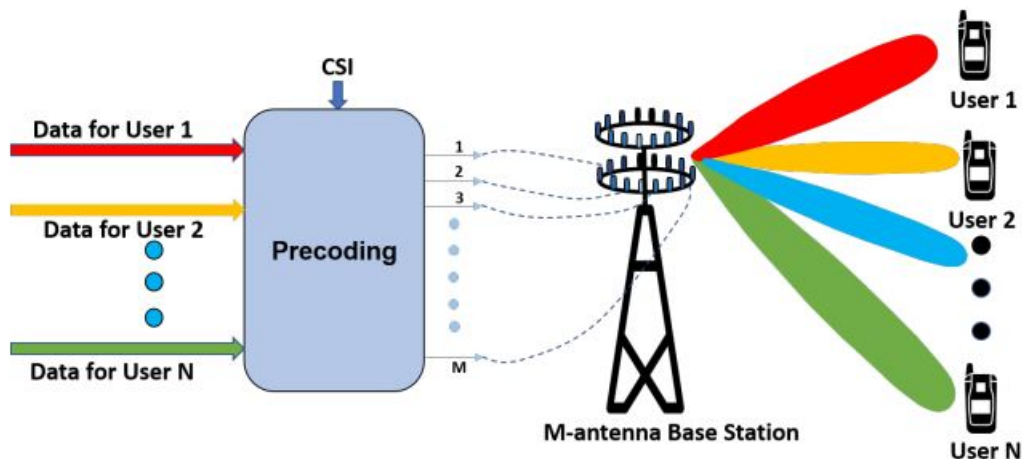 CSI
Data for User 1
Data for User 2
Data for User N
Precoding
1
2
3
M
M-antenna Base Station
User 1
User 2
User N